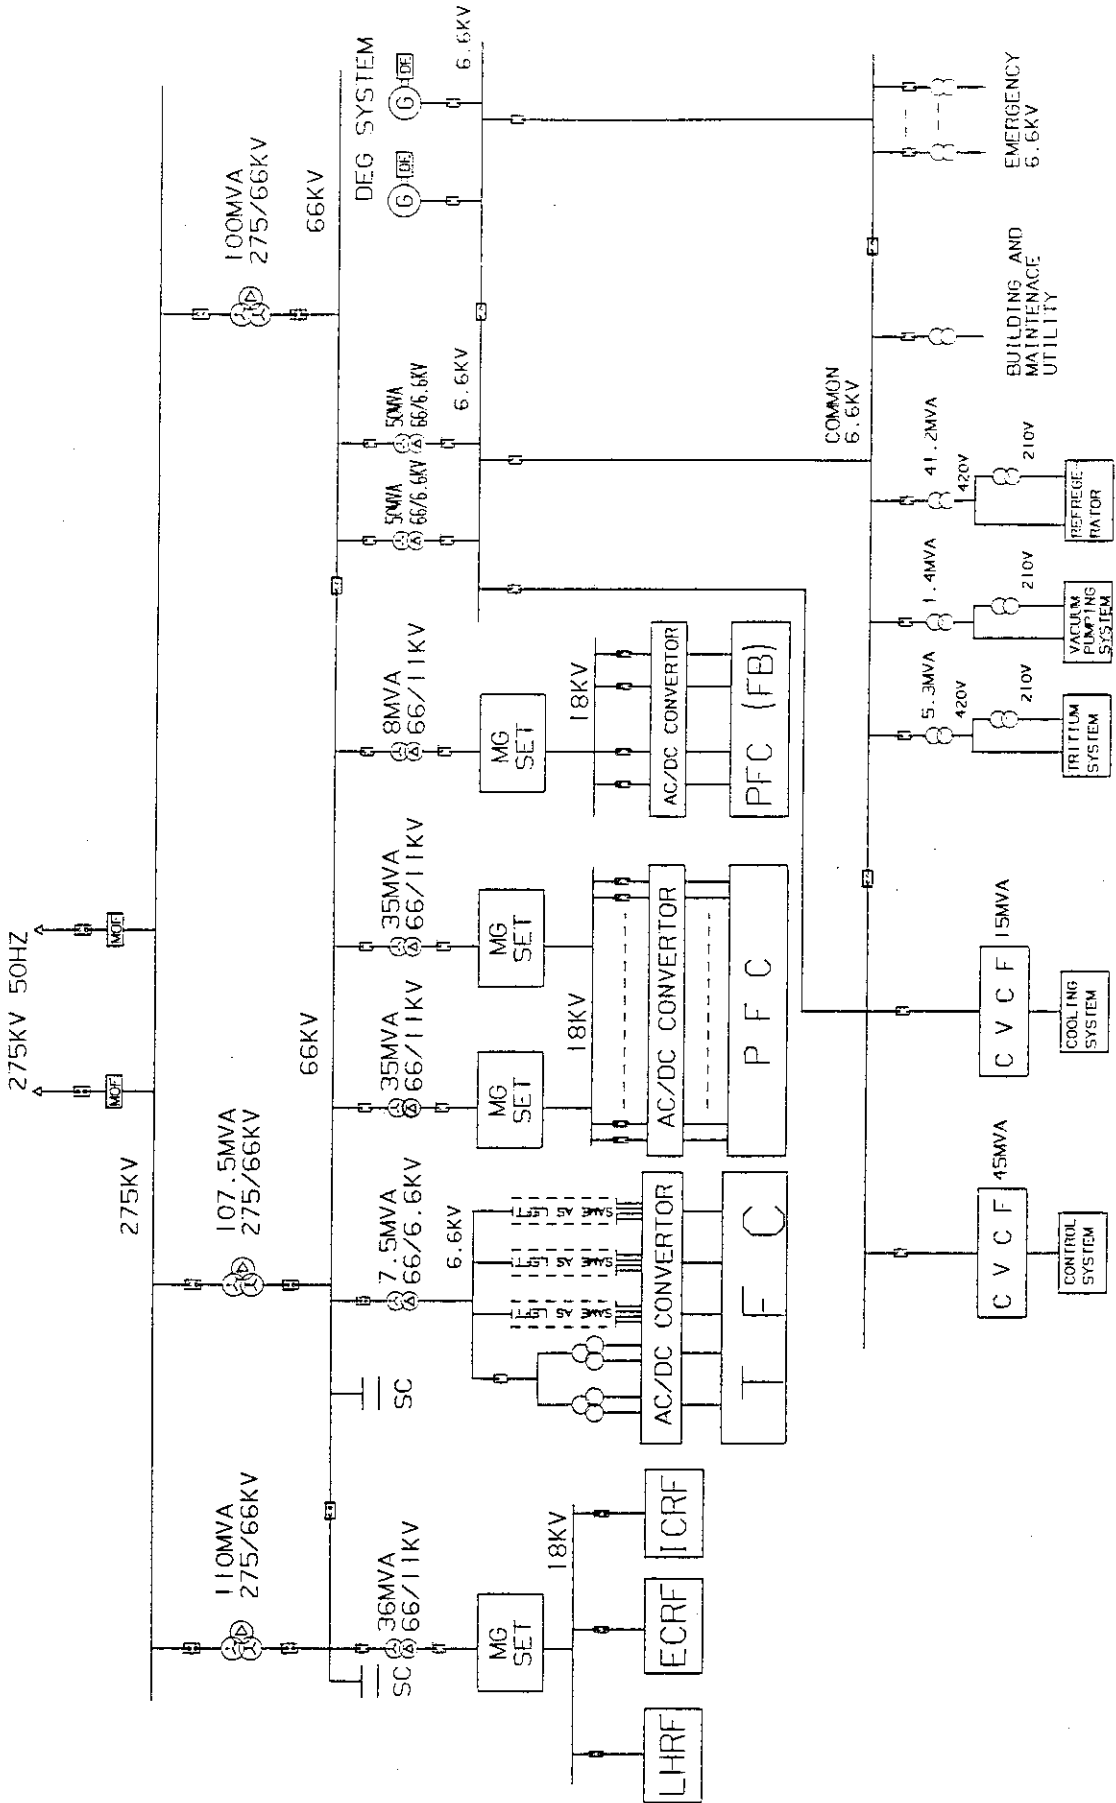 275KV 50HZ
MOF
MOF
275KV
110MVA
275/66KV
107.5MVA
275/66KV
100MVA
275/66KV
66KV
66KV
SC
SC
36MVA
66/11KV
7.5MVA
66/6.6KV
35MVA
66/11KV
35MVA
66/11KV
8MVA
66/11KV
50MVA
66/6.6KV
50MVA
66/6.6KV
DEG SYSTEM
G
DE
G
DE
6.6KV
6.6KV
6.6KV
MG
SET
MG
SET
MG
SET
MG
SET
18KV
18KV
18KV
SAME AS LEFT
SAME AS LEFT
SAME AS LEFT
LHRF
ECRF
ICRF
AC/DC CONVERTOR
T F C
AC/DC CONVERTOR
P F C
AC/DC CONVERTOR
PFC (FB)
COMMON
6.6KV
45MVA
C V C F
CONTROL
SYSTEM
15MVA
C V C F
COOLING
SYSTEM
5.3MVA
420V
210V
TRITIUM
SYSTEM
1.4MVA
210V
VACUUM
PUMPING
SYSTEM
41.2MVA
420V
210V
REFREGE-
RATOR
BUILDING AND
MAINTENACE
UTILITY
EMERGENCY
6.6KV